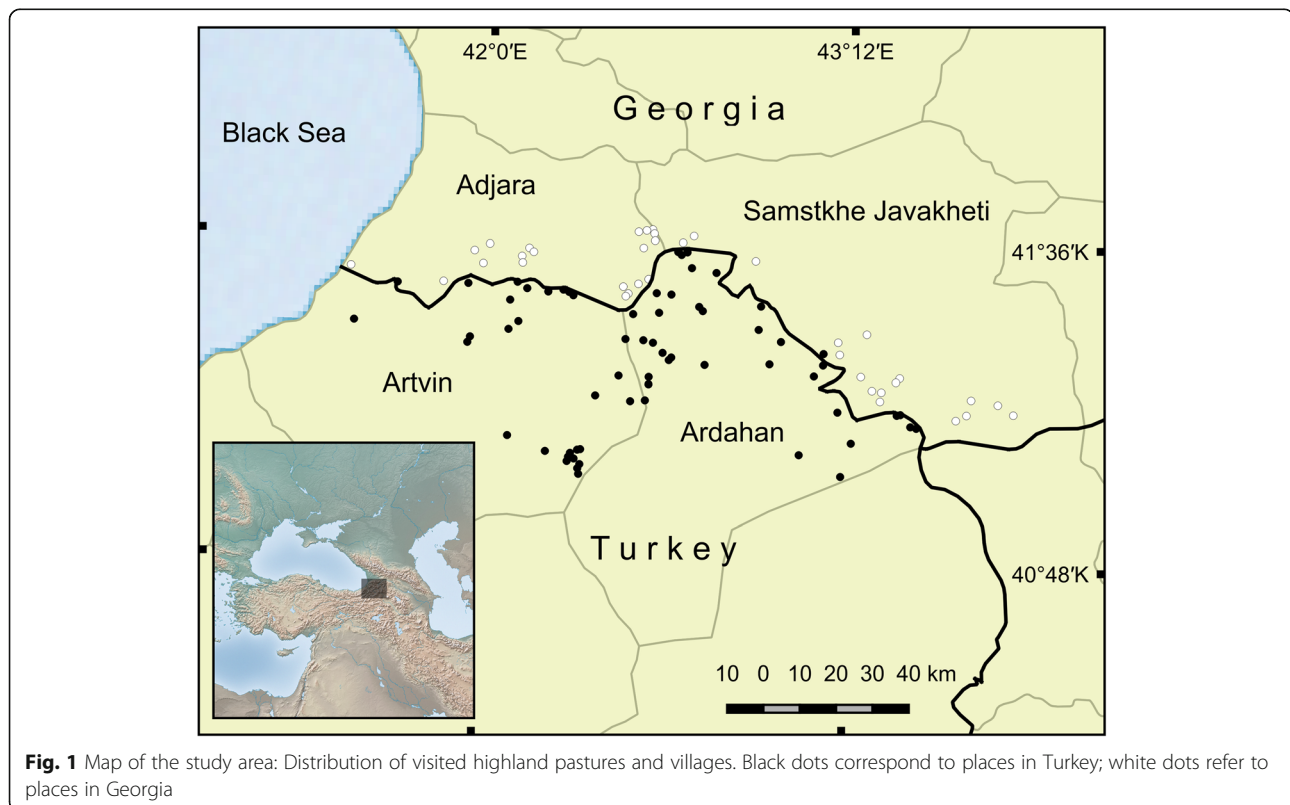 42°0′E
43°12′E
Georgia
Black Sea
Adjara
Samstkhe Javakheti
41°36′K
Artvin
Ardahan
Turkey
40°48′K
10 0 10 20 30 40 km
Fig. 1 Map of the study area: Distribution of visited highland pastures and villages. Black dots correspond to places in Turkey; white dots refer to
places in Georgia